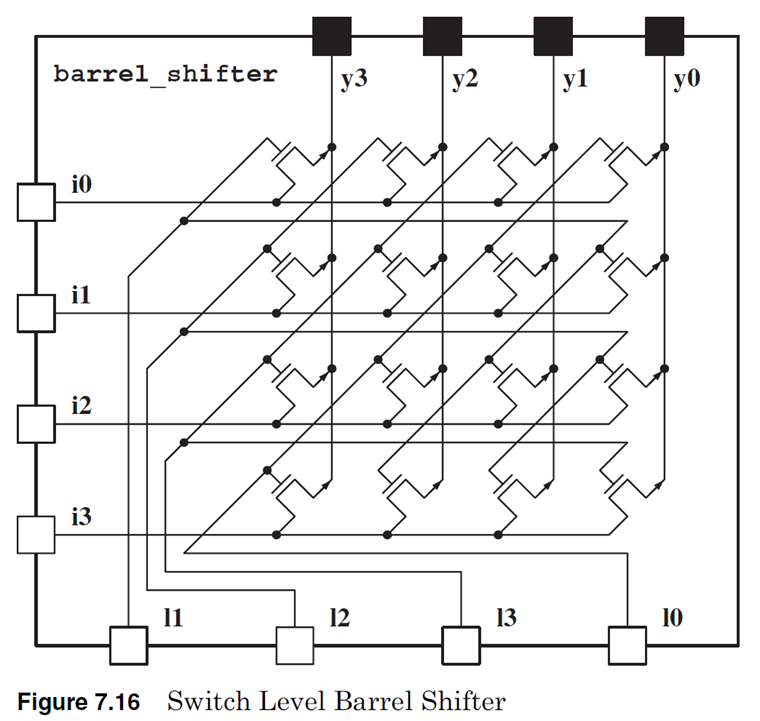 barrel_shifter
y3
y2
y1
y0
i0
i1
i2
i3
l1
l2
l3
l0
Figure 7.16 Switch Level Barrel Shifter